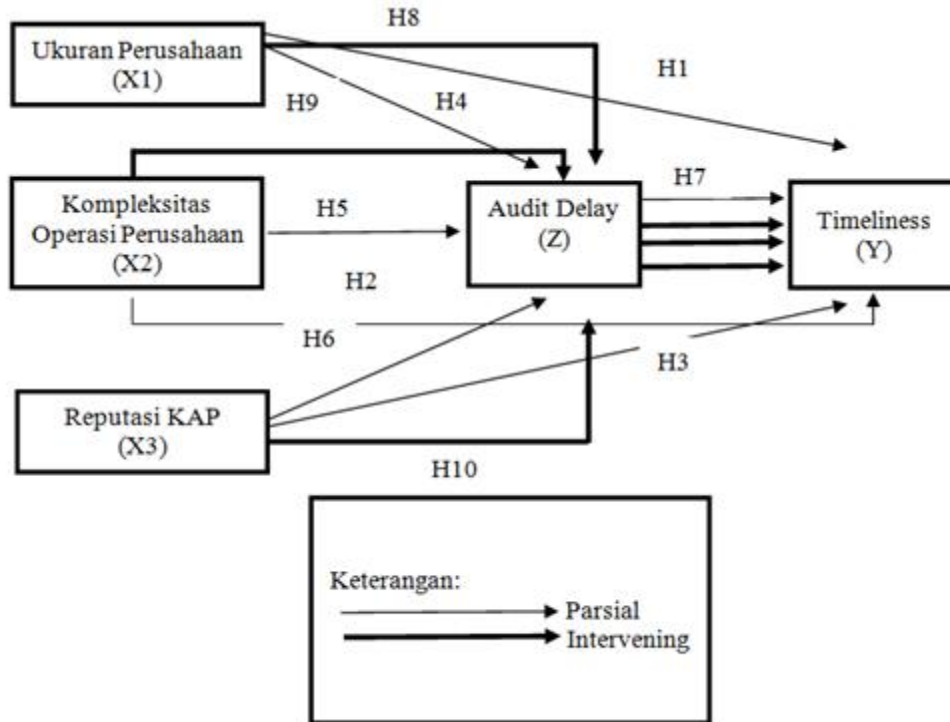 H8
Ukuran Perusahaan
(X1)
H1
H9
H4
Kompleksitas
Operasi Perusahaan
(X2)
H5
Audit Delay
(Z)
H7
Timeliness
(Y)
H2
H6
H3
Reputasi KAP
(X3)
H10
Keterangan:
Parsial
Intervening